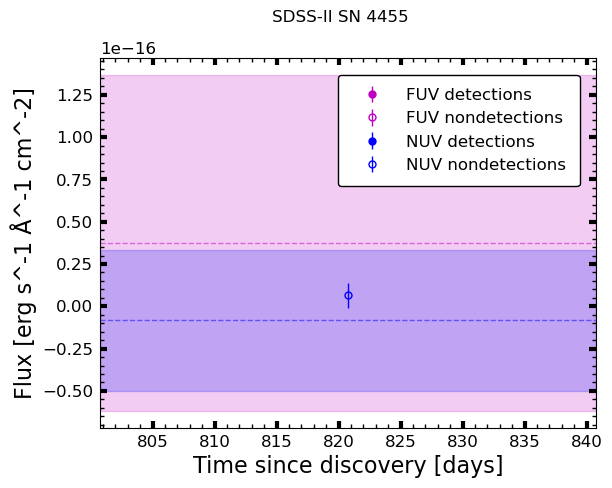 SDSS-II SN 4455
1e−16
1.25
1.00
0.75
0.50
0.25
0.00
−0.25
−0.50
Flux [erg s^-1 Å^-1 cm^-2]
FUV detections
FUV nondetections
NUV detections
NUV nondetections
805 810 815 820 825 830 835 840
Time since discovery [days]